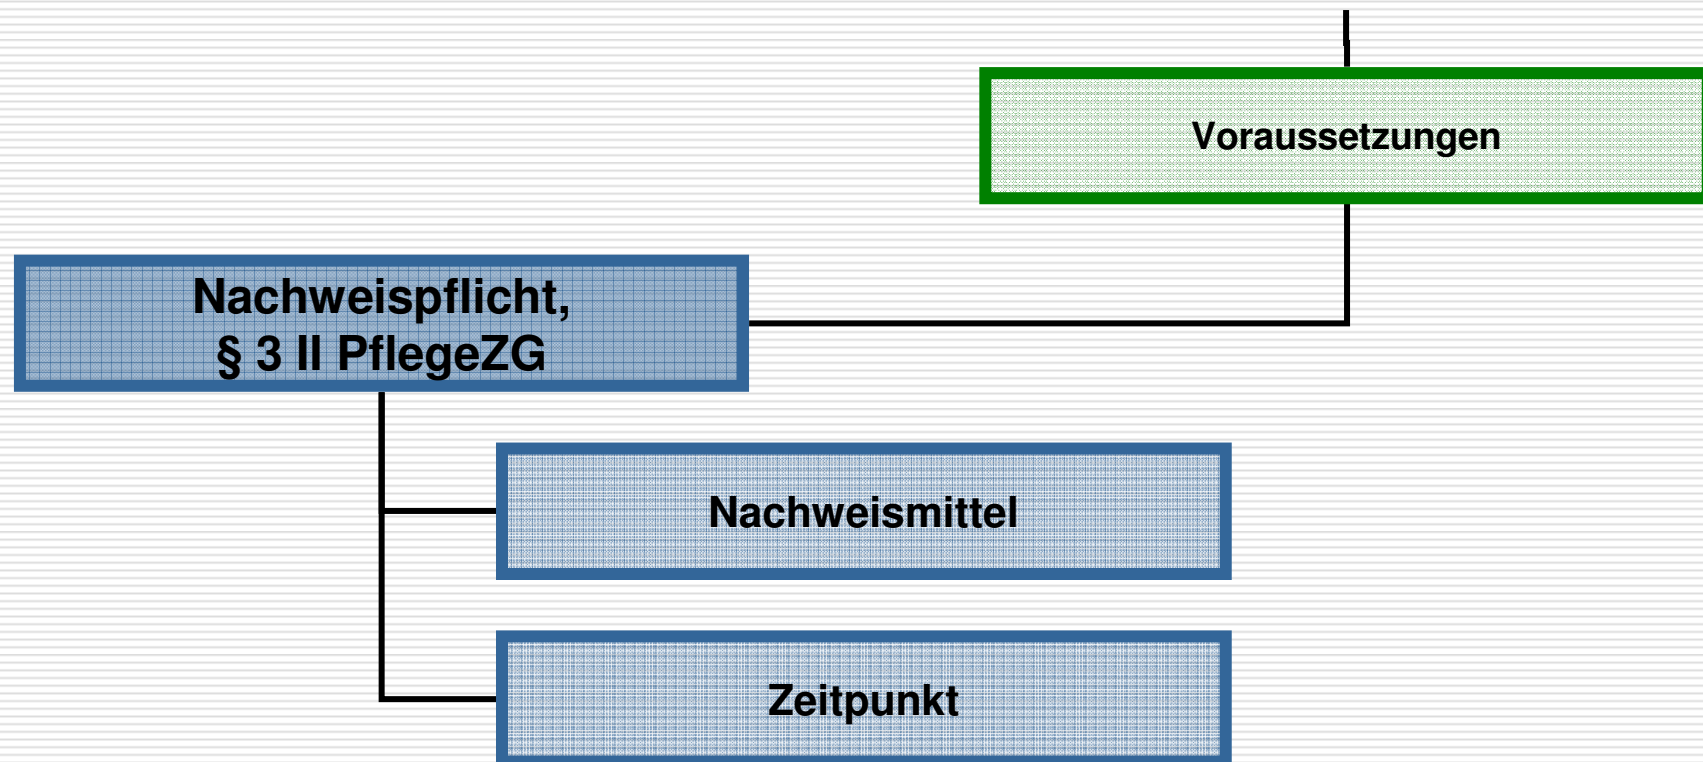 Voraussetzungen
Nachweispflicht,
§ 3 II PflegeZG
Nachweismittel
Zeitpunkt